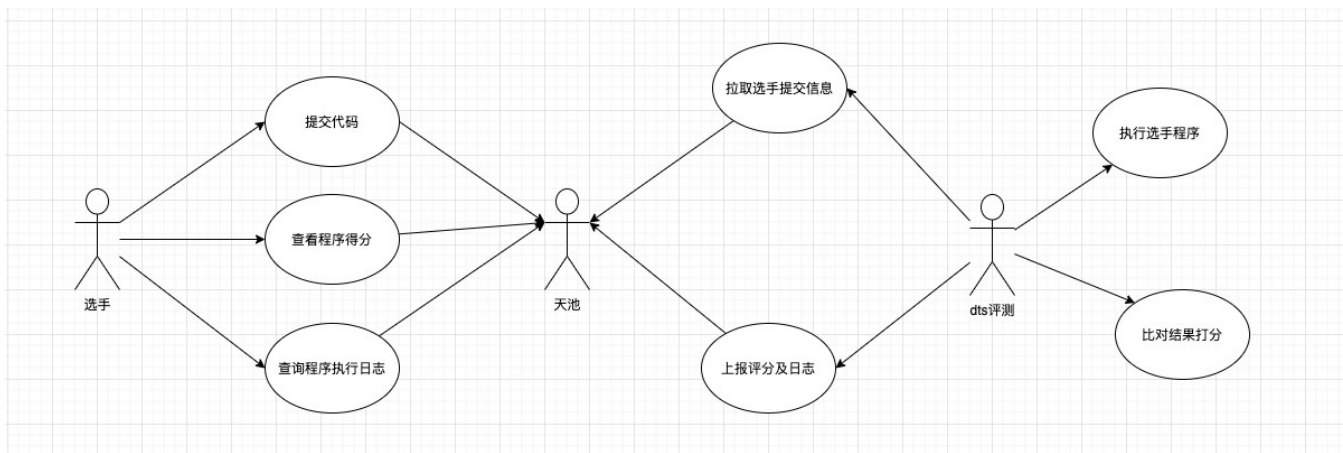 提交代码
查看程序得分
查询程序执行日志
选手
天池
拉取选手提交信息
上报评分及日志
dts评测
执行选手程序
比对结果打分